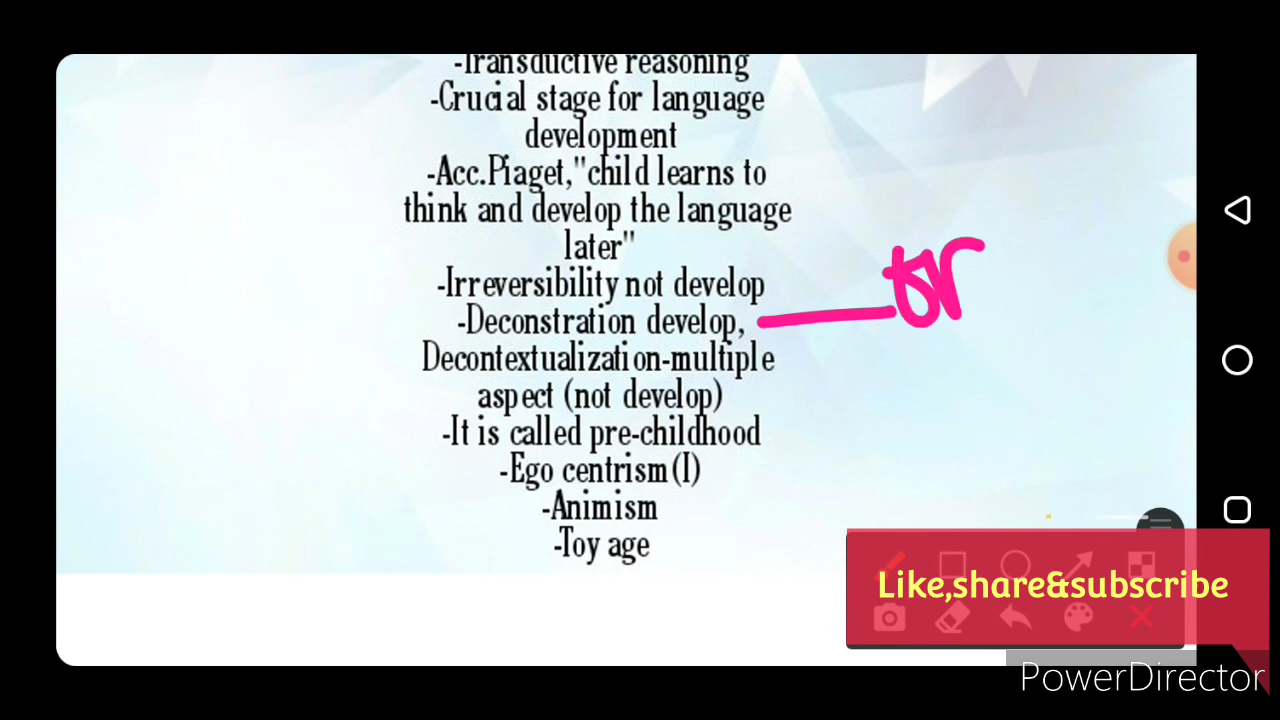 -Transductive reasoning
-Crucial stage for language
development
-Acc.Piaget,"child learns to
think and develop the language
later"
-Irreversibility not develop
-Deconstration develop,
Decontextualization-multiple
aspect (not develop)
-It is called pre-childhood
-Ego centrism(I)
-Animism
-Toy age
Like,share&subscribe
PowerDirector